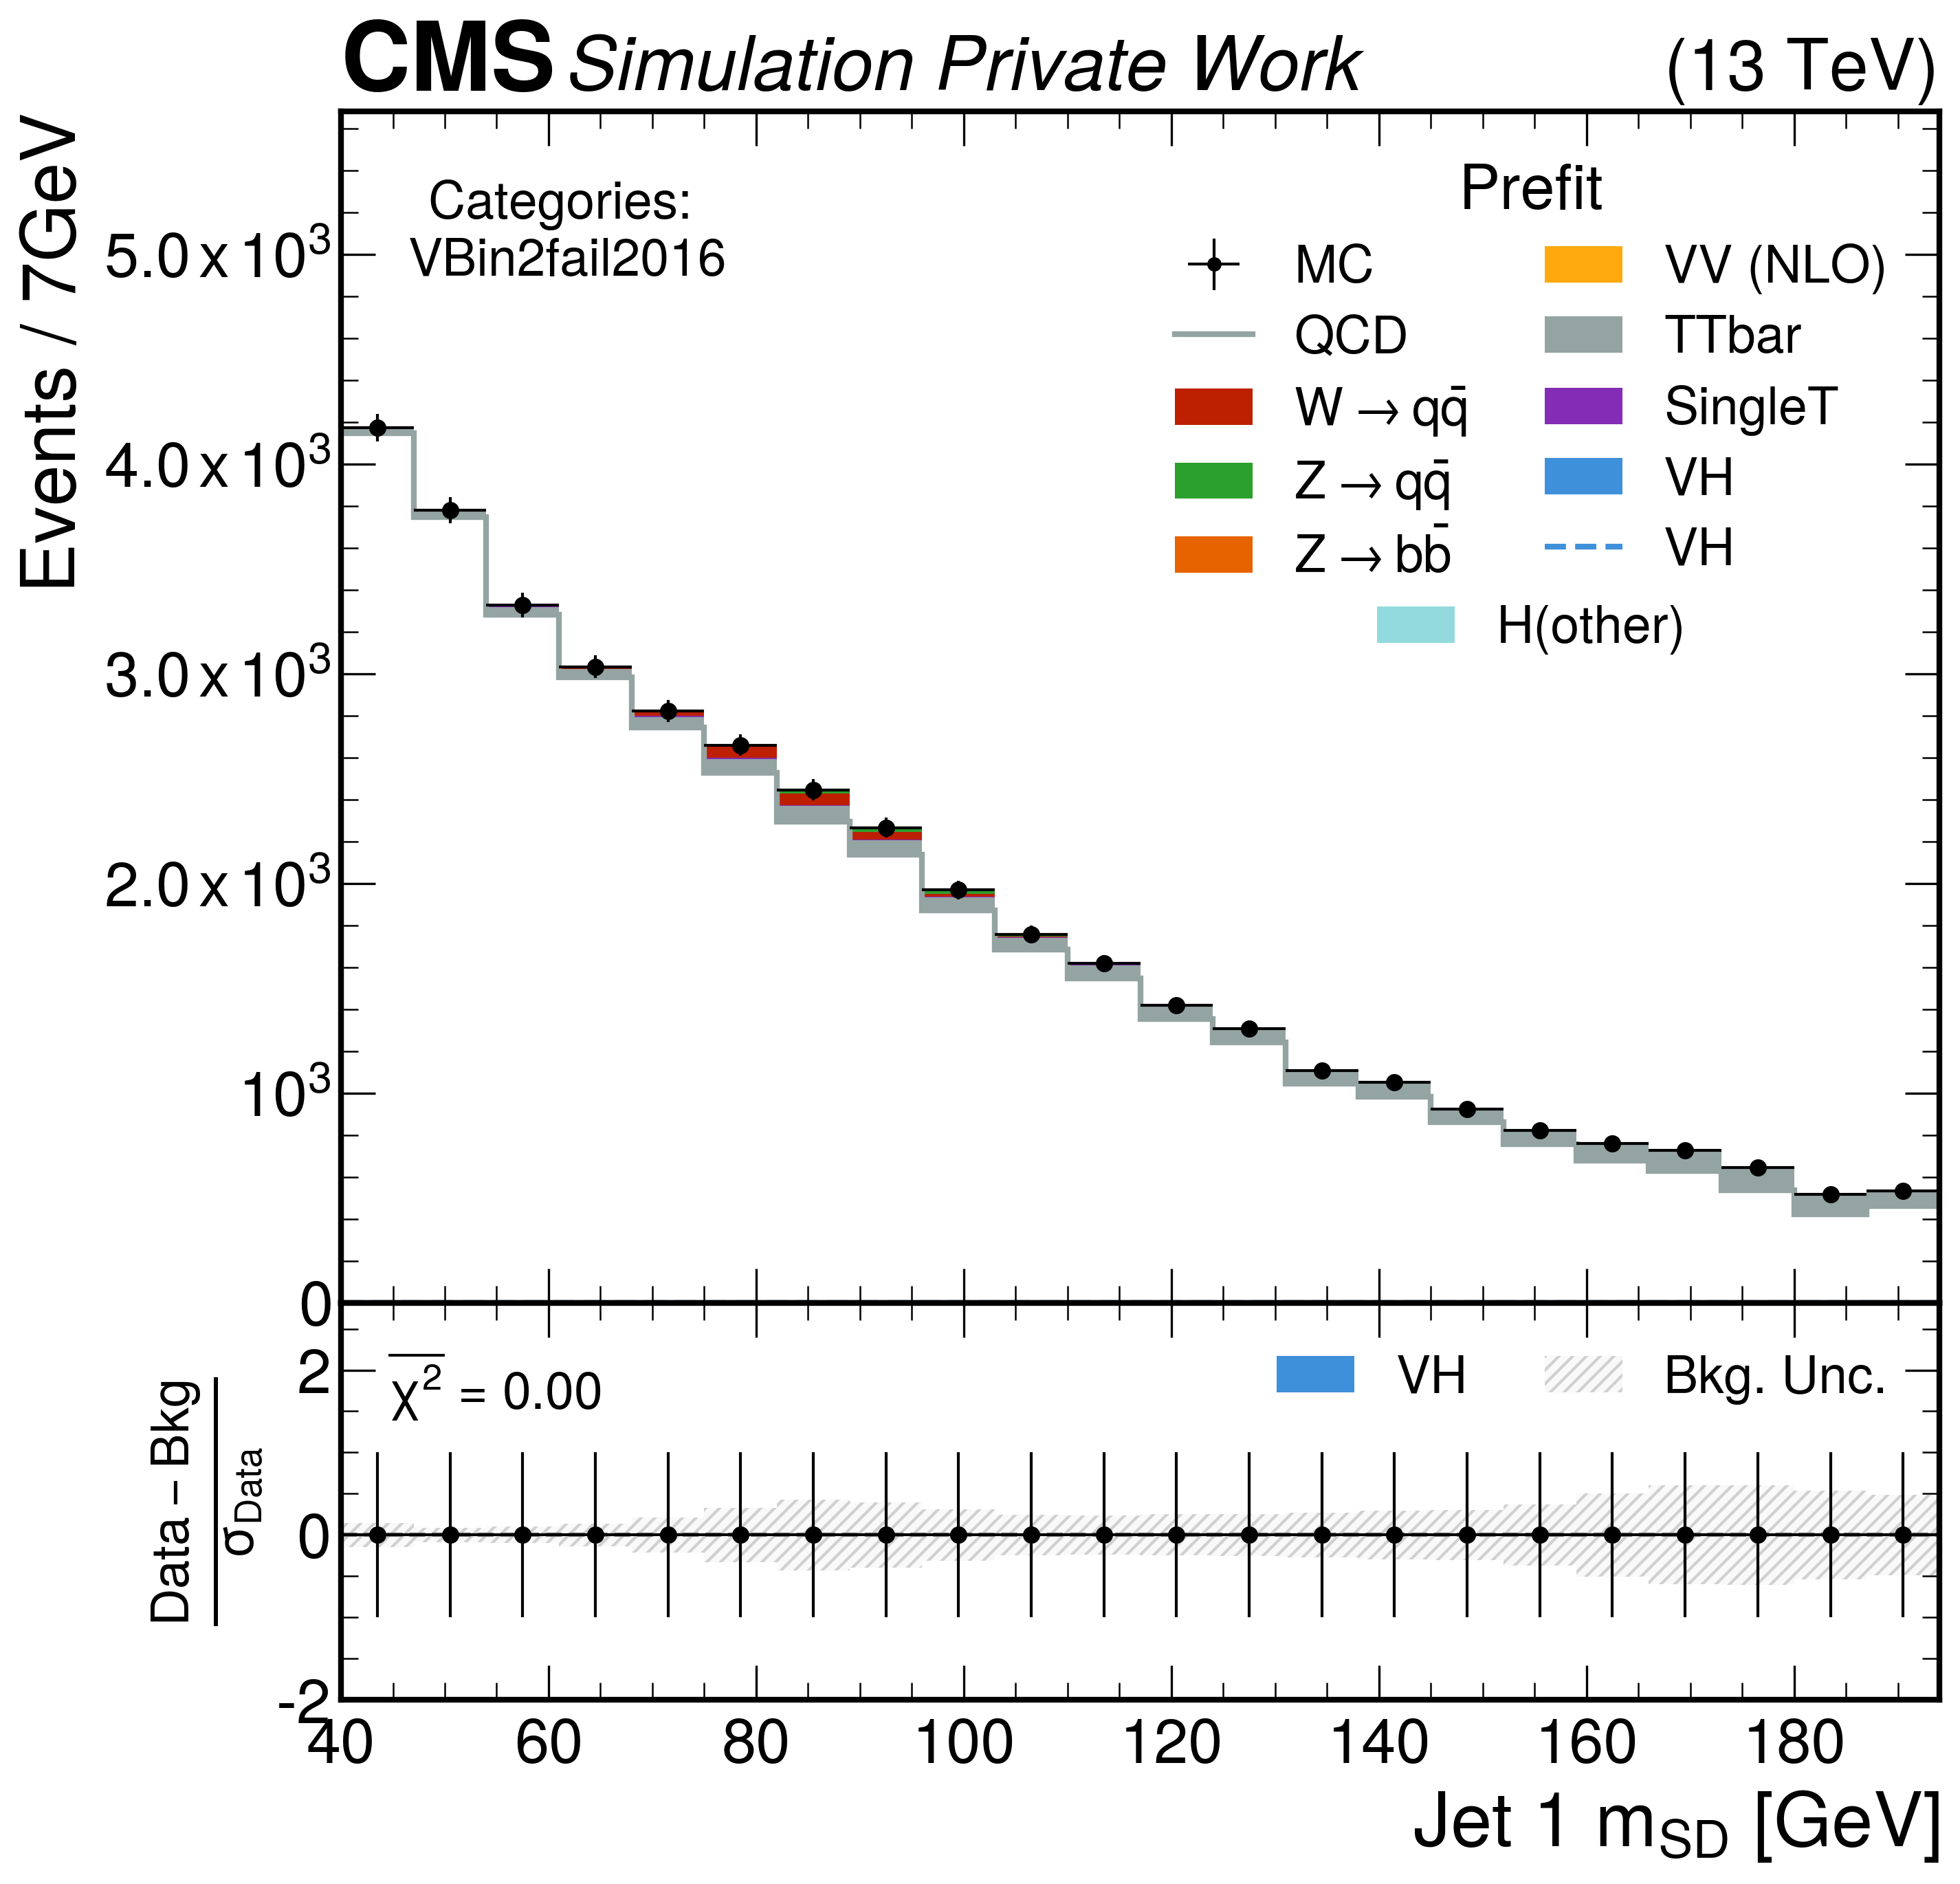 CMS Simulation Private Work (13 TeV)
Events / 7GeV
Categories:
VBin2fail2016
Prefit
MC
QCD
W → qq̄
Z → qq̄
Z → bb̄
VV (NLO)
TTbar
SingleT
VH
VH
H(other)
5.0 x 10³
4.0 x 10³
3.0 x 10³
2.0 x 10³
10³
0
Data – Bkg
σ_Data
2
0
-2
χ² = 0.00
VH
Bkg. Unc.
40 60 80 100 120 140 160 180
Jet 1 m_SD [GeV]